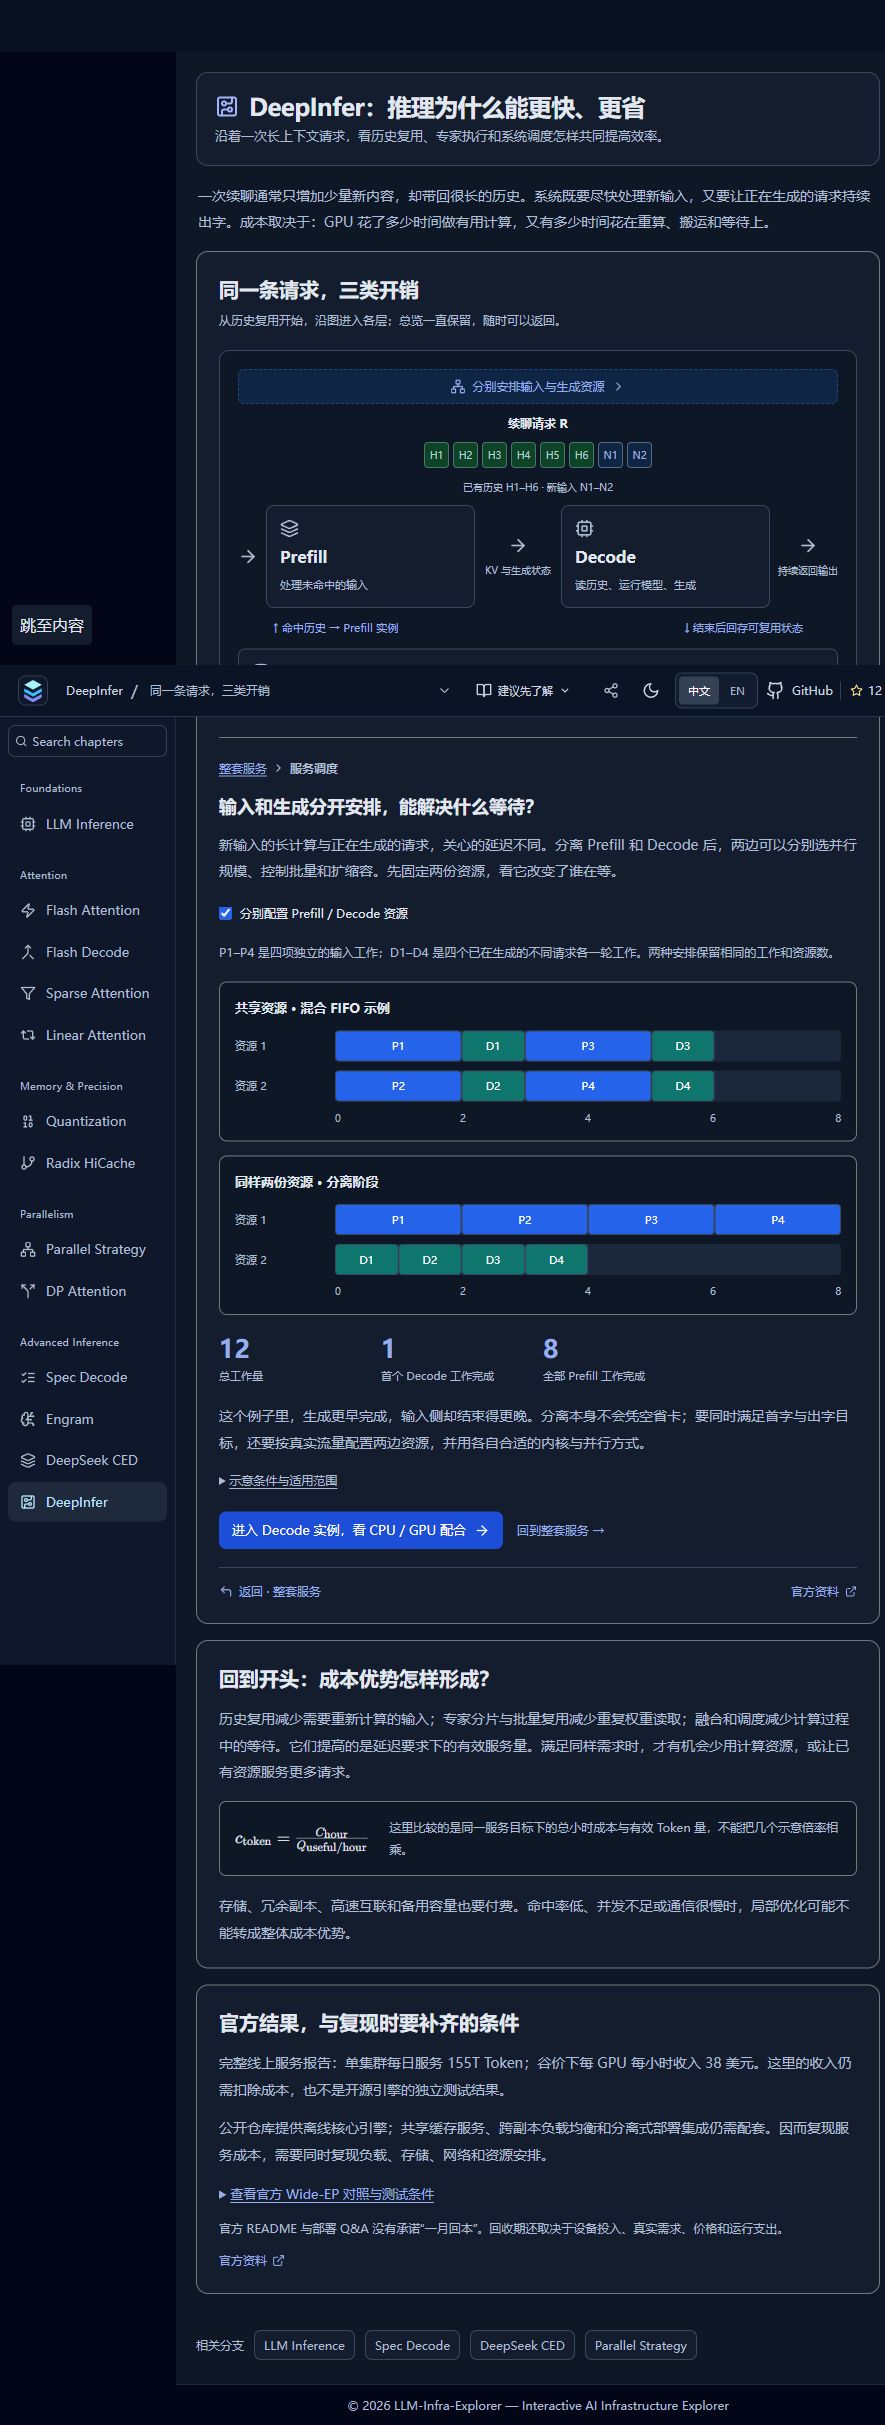 DeepInfer：推理为什么能更快、更省
沿着一次长上下文请求，看历史复用、专家执行和系统调度怎样共同提高效率。
一次续聊通常只增加少量新内容，却带回很长的历史。系统既要尽快处理新输入，又要让正在生成的请求持续
出字。成本取决于：GPU 花了多少时间做有用计算，又有多少时间花在重算、搬运和等待上。
同一条请求，三类开销
从历史复用开始，沿图进入各层；总览一直保留，随时可以返回。
分别安排输入与生成资源
续聊请求 R
H1 H2 H3 H4 H5 H6 N1 N2
已有历史 H1–H6 · 新输入 N1–N2
Prefill
处理未命中的输入
KV 与生成状态
Decode
读历史、运行模型、生成
持续返回输出
↑ 命中历史 → Prefill 实例
↓ 结束后回存可复用状态
跳至内容
DeepInfer / 同一条请求，三类开销
建议先了解
中文 EN
GitHub
12
Search chapters
Foundations
LLM Inference
Attention
Flash Attention
Flash Decode
Sparse Attention
Linear Attention
Memory & Precision
Quantization
Radix HiCache
Parallelism
Parallel Strategy
DP Attention
Advanced Inference
Spec Decode
Engram
DeepSeek CED
DeepInfer
整套服务 > 服务调度
输入和生成分开安排，能解决什么等待？
新输入的长计算与正在生成的请求，关心的延迟不同。分离 Prefill 和 Decode 后，两边可以分别选并行
规模、控制批量和扩缩容。先固定两份资源，看它改变了谁在等。
分别配置 Prefill / Decode 资源
P1–P4 是四项独立的输入工作；D1–D4 是四个已在生成的不同请求各一轮工作。两种安排保留相同的工作和资源数。
共享资源 • 混合 FIFO 示例
资源 1 P1 D1 P3 D3
资源 2 P2 D2 P4 D4
0 2 4 6 8
同样两份资源 • 分离阶段
资源 1 P1 P2 P3 P4
资源 2 D1 D2 D3 D4
0 2 4 6 8
12 1 8
总工作量 首个 Decode 工作完成 全部 Prefill 工作完成
这个例子里，生成更早完成，输入侧却结束得更晚。分离本身不会凭空省卡；要同时满足首字与出字目
标，还要按真实流量配置两边资源，并用各自合适的内核与并行方式。
示意条件与适用范围
进入 Decode 实例，看 CPU / GPU 配合 →
回到整套服务 →
返回 · 整套服务
官方资料
回到开头：成本优势怎样形成？
历史复用减少需要重新计算的输入；专家分片与批量复用减少重复权重读取；融合和调度减少计算过程
中的等待。它们提高的是延迟要求下的有效服务量。满足同样需求时，才有机会少用计算资源，或让已
有资源服务更多请求。
c_token = C_hour / Q_useful/hour
这里比较的是同一服务目标下的总小时成本与有效 Token 量，不能把几个示意倍率相
乘。
存储、冗余副本、高速互联和备用容量也要付费。命中率低、并发不足或通信很慢时，局部优化可能不
能转成整体成本优势。
官方结果，与复现时要补齐的条件
完整线上服务报告：单集群每日服务 155T Token；谷价下每 GPU 每小时收入 38 美元。这里的收入仍
需扣除成本，也不是开源引擎的独立测试结果。
公开仓库提供离线核心引擎；共享缓存服务、跨副本负载均衡和分离式部署集成仍需配套。因而复现服
务成本，需要同时复现负载、存储、网络和资源安排。
查看官方 Wide-EP 对照与测试条件
官方 README 与部署 Q&A 没有承诺“一月回本”。回收期还取决于设备投入、真实需求、价格和运行支出。
官方资料
相关分支 LLM Inference Spec Decode DeepSeek CED Parallel Strategy
© 2026 LLM-Infra-Explorer — Interactive AI Infrastructure Explorer